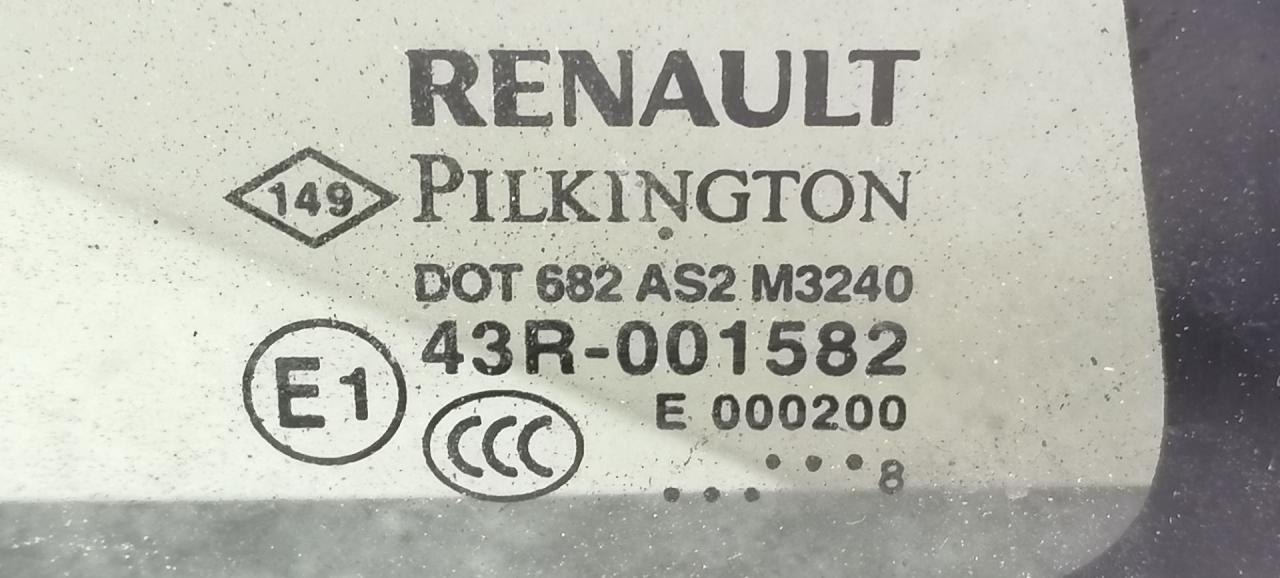 RENAULT
149 PILKINGTON
DOT 682 AS2 M3240
E1 43R-001582
CCC E 000200
. . . 8
. . .